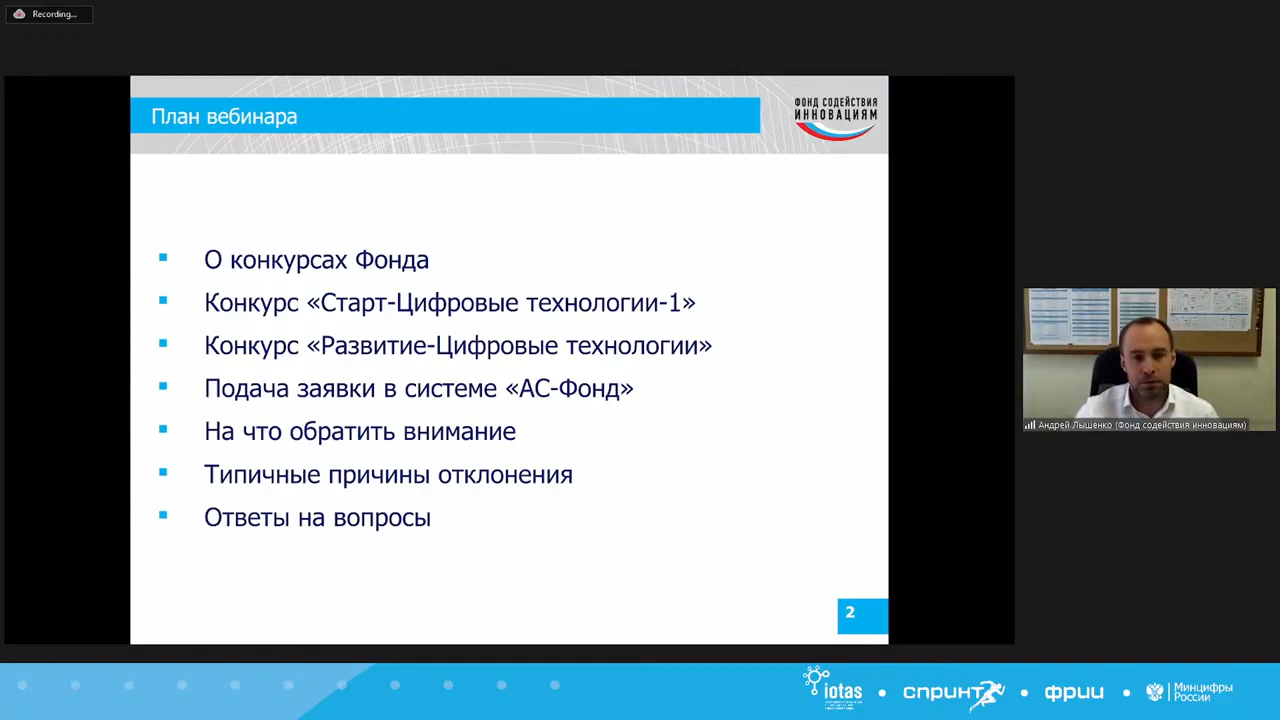 Recording...
План вебинара
ФОНД СОДЕЙСТВИЯ
ИННОВАЦИЯМ
О конкурсах Фонда
Конкурс «Старт-Цифровые технологии-1»
Конкурс «Развитие-Цифровые технологии»
Подача заявки в системе «АС-Фонд»
На что обратить внимание
Типичные причины отклонения
Ответы на вопросы
2
Андрей Лышенко (Фонд содействия инновациям)
iotas
спринт
фрии
Минцифры
России